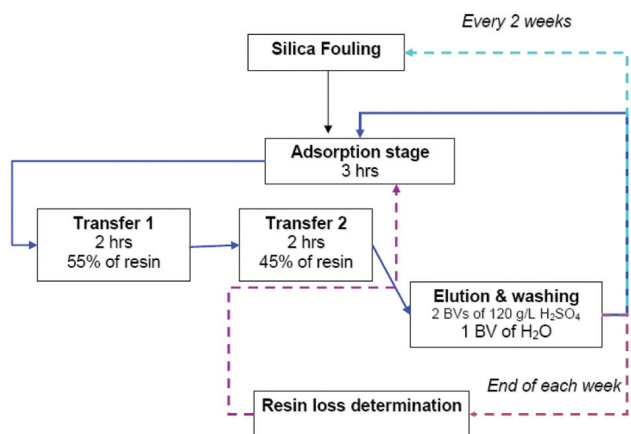 Every 2 weeks
Silica Fouling
Adsorption stage
3 hrs
Transfer 1
2 hrs
55% of resin
Transfer 2
2 hrs
45% of resin
Elution & washing
2 BVs of 120 g/L H₂SO₄
1 BV of H₂O
End of each week
Resin loss determination